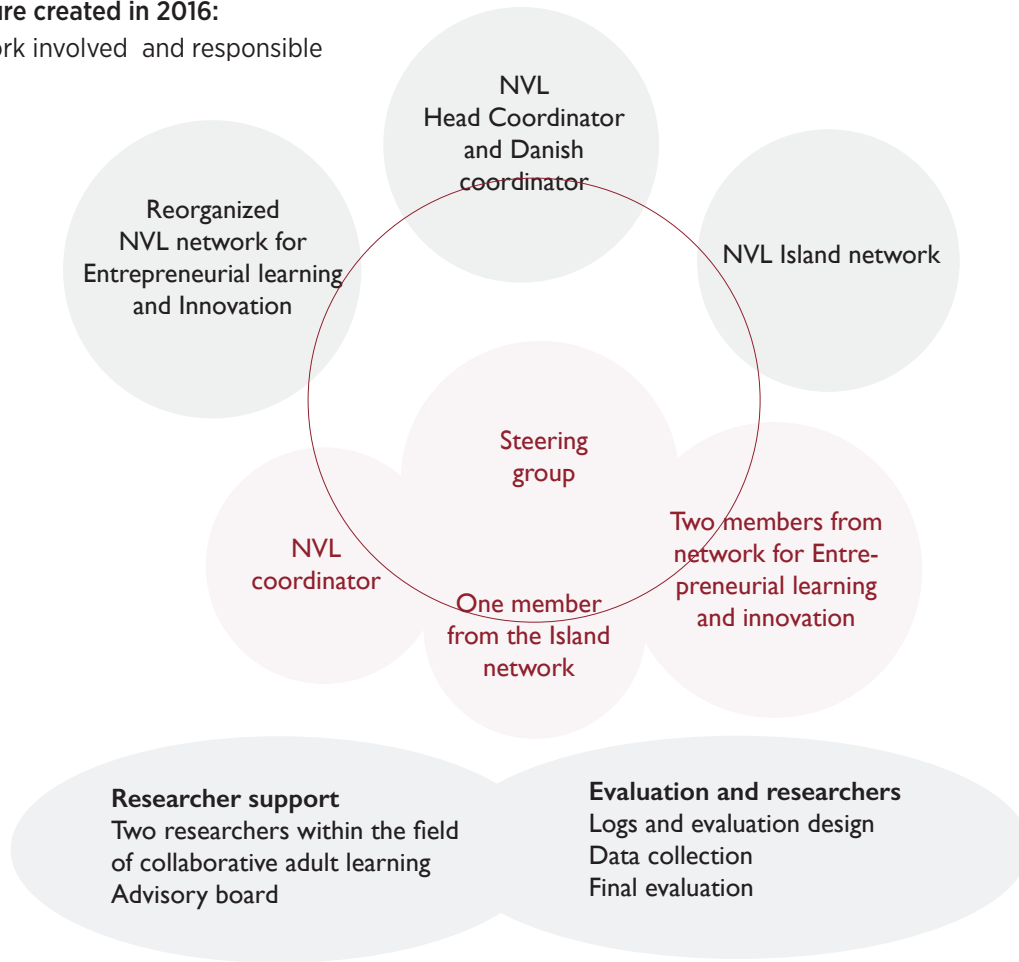 ure created in 2016:
ork involved and responsible
NVL
Head Coordinator
and Danish
coordinator
Reorganized
NVL network for
Entrepreneurial learning
and Innovation
NVL Island network
Steering
group
NVL
coordinator
One member
from the Island
network
Two members from
network for Entre-
preneurial learning
and innovation
Researcher support
Two researchers within the field
of collaborative adult learning
Advisory board
Evaluation and researchers
Logs and evaluation design
Data collection
Final evaluation